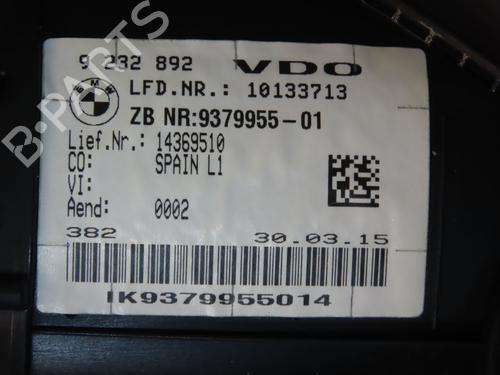 9 232 892 VDO
BMW LFD.NR.: 10133713
ZB NR:9379955-01
Lief.Nr.: 14369510
CO: SPAIN L1
VI:
Aend: 0002
382 30.03.15
IK9379955014
B-PARTS